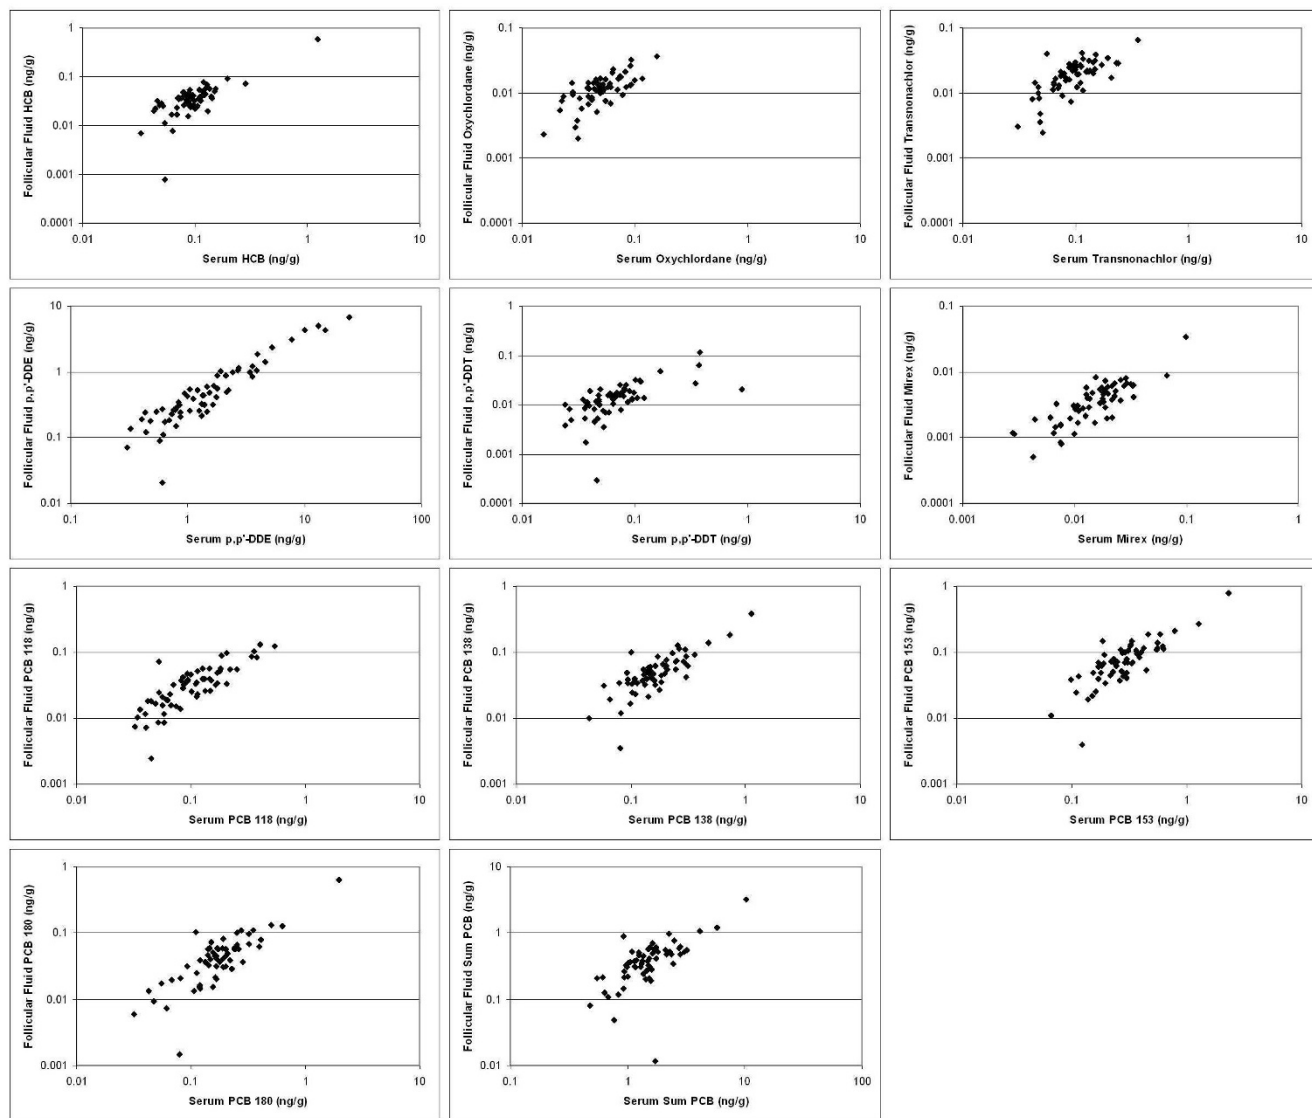 Follicular Fluid HCB (ng/g)
1
0.1
0.01
0.001
0.0001
0.01 0.1 1 10
Serum HCB (ng/g)
Follicular Fluid Oxychlordane (ng/g)
0.1
0.01
0.001
0.0001
0.01 0.1 1 10
Serum Oxychlordane (ng/g)
Follicular Fluid Transnonachlor (ng/g)
0.1
0.01
0.001
0.0001
0.01 0.1 1 10
Serum Transnonachlor (ng/g)
Follicular Fluid p,p'-DDE (ng/g)
10
1
0.1
0.01
0.1 1 10 100
Serum p,p'-DDE (ng/g)
Follicular Fluid p,p'-DDT (ng/g)
1
0.1
0.01
0.001
0.0001
0.01 0.1 1 10
Serum p,p'-DDT (ng/g)
Follicular Fluid Mirex (ng/g)
0.1
0.01
0.001
0.0001
0.001 0.01 0.1 1
Serum Mirex (ng/g)
Follicular Fluid PCB 118 (ng/g)
1
0.1
0.01
0.001
0.01 0.1 1 10
Serum PCB 118 (ng/g)
Follicular Fluid PCB 138 (ng/g)
1
0.1
0.01
0.001
0.01 0.1 1 10
Serum PCB 138 (ng/g)
Follicular Fluid PCB 153 (ng/g)
1
0.1
0.01
0.001
0.01 0.1 1 10
Serum PCB 153 (ng/g)
Follicular Fluid PCB 180 (ng/g)
1
0.1
0.01
0.001
0.01 0.1 1 10
Serum PCB 180 (ng/g)
Follicular Fluid Sum PCB (ng/g)
10
1
0.1
0.01
0.1 1 10 100
Serum Sum PCB (ng/g)